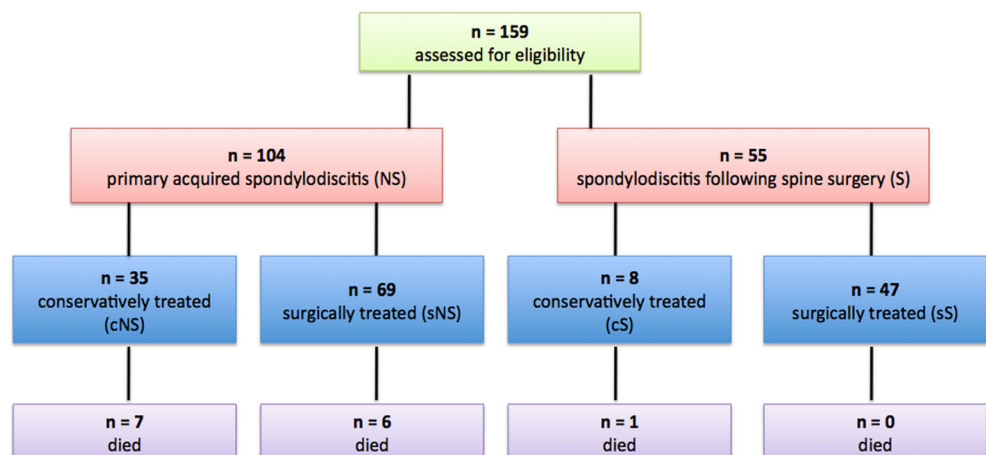 n = 159
assessed for eligibility
n = 104
primary acquired spondylodiscitis (NS)
n = 55
spondylodiscitis following spine surgery (S)
n = 35
conservatively treated
(cNS)
n = 69
surgically treated (sNS)
n = 8
conservatively treated
(cS)
n = 47
surgically treated (sS)
n = 7
died
n = 6
died
n = 1
died
n = 0
died